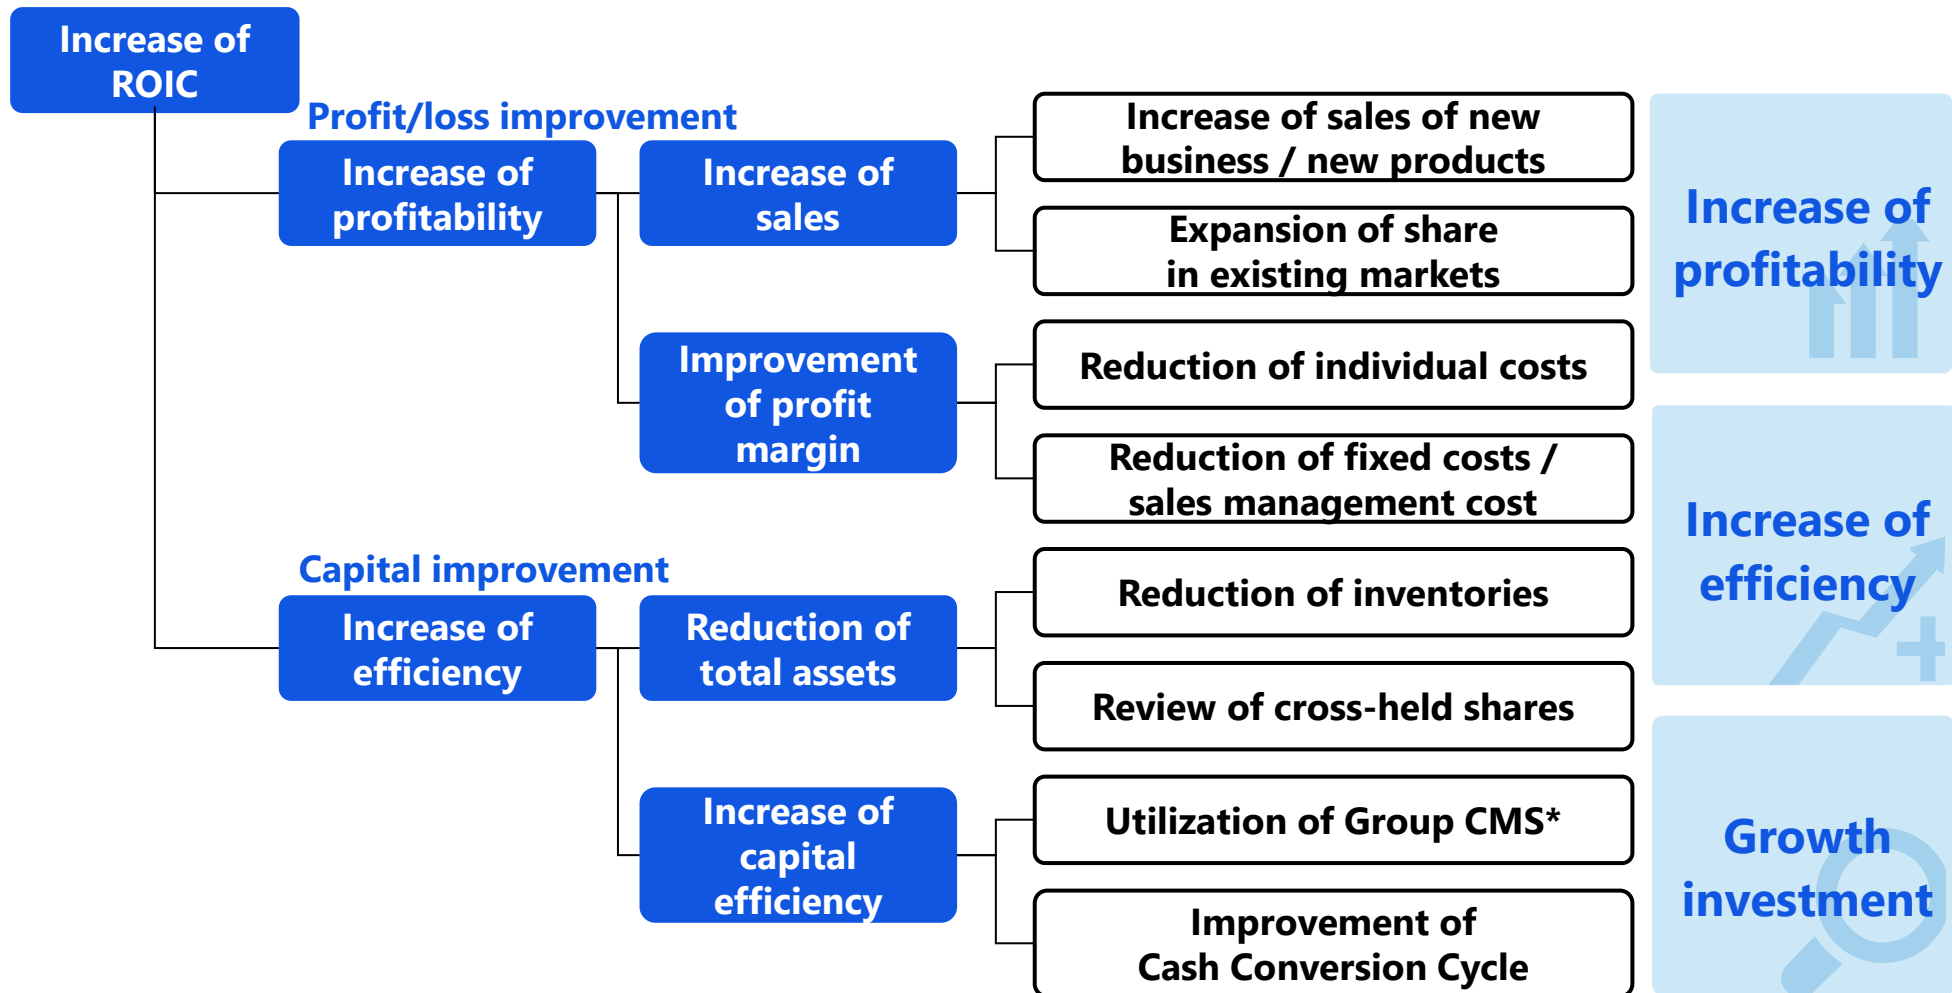 Increase of
ROIC
Profit/loss improvement
Increase of
profitability
Increase of
sales
Increase of sales of new
business / new products
Expansion of share
in existing markets
Improvement
of profit
margin
Reduction of individual costs
Reduction of fixed costs /
sales management cost
Capital improvement
Increase of
efficiency
Reduction of
total assets
Reduction of inventories
Review of cross-held shares
Increase of
capital
efficiency
Utilization of Group CMS*
Improvement of
Cash Conversion Cycle
Increase of
profitability
Increase of
efficiency
Growth
investment